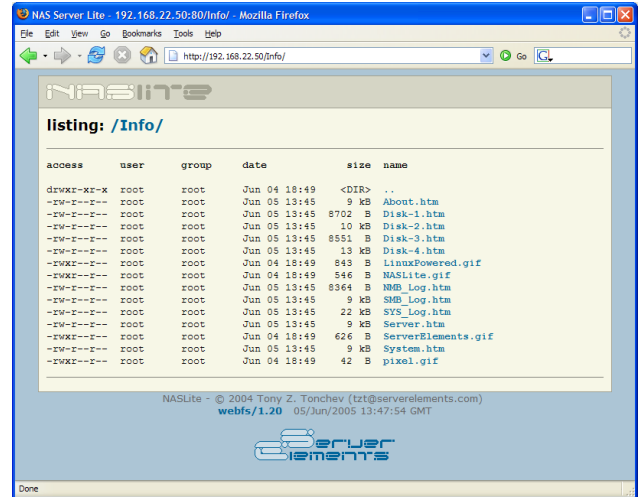 NAS Server Lite - 192.168.22.50:80/Info/ - Mozilla Firefox
File Edit View Go Bookmarks Tools Help
http://192.168.22.50/Info/ Go G
NASlite
listing: /Info/
access user group date size name
drwxr-xr-x root root Jun 04 18:49 <DIR> ..
-rw-r--r-- root root Jun 05 13:45 9 kB About.htm
-rw-r--r-- root root Jun 05 13:45 8702 B Disk-1.htm
-rw-r--r-- root root Jun 05 13:45 10 kB Disk-2.htm
-rw-r--r-- root root Jun 05 13:45 8551 B Disk-3.htm
-rw-r--r-- root root Jun 05 13:45 13 kB Disk-4.htm
-rwxr--r-- root root Jun 04 18:49 843 B LinuxPowered.gif
-rwxr--r-- root root Jun 04 18:49 546 B NASLite.gif
-rw-r--r-- root root Jun 05 13:45 8364 B NMB_Log.htm
-rw-r--r-- root root Jun 05 13:45 9 kB SMB_Log.htm
-rw-r--r-- root root Jun 05 13:45 22 kB SYS_Log.htm
-rw-r--r-- root root Jun 05 13:45 9 kB Server.htm
-rwxr--r-- root root Jun 04 18:49 626 B ServerElements.gif
-rw-r--r-- root root Jun 05 13:45 9 kB System.htm
-rwxr--r-- root root Jun 04 18:49 42 B pixel.gif
NASLite - © 2004 Tony Z. Tonchev (tzt@serverelements.com)
webfs/1.20 05/Jun/2005 13:47:54 GMT
Server
Elements
Done